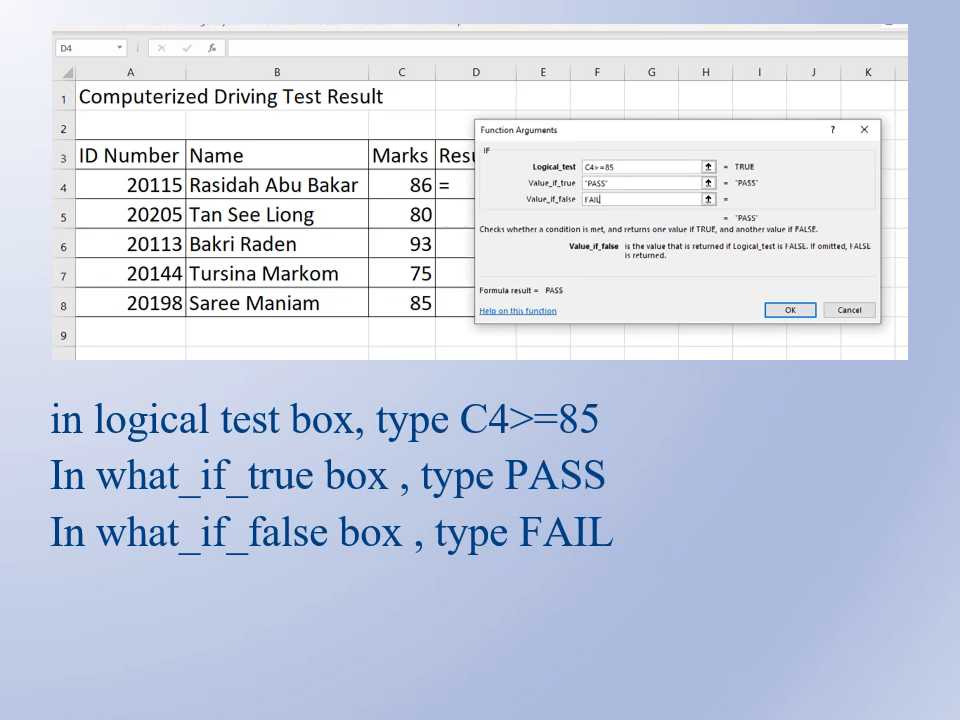 D4
fx
A B C D E F G H I J K
1 Computerized Driving Test Result
2
3 ID Number Name Marks Resu
4 20115 Rasidah Abu Bakar 86 =
5 20205 Tan See Liong 80
6 20113 Bakri Raden 93
7 20144 Tursina Markom 75
8 20198 Saree Maniam 85
9
Function Arguments ?
IF
Logical_test C4>=85 = TRUE
Value_if_true "PASS" = "PASS"
Value_if_false FAIL =
= "PASS"
Checks whether a condition is met, and returns one value if TRUE, and another value if FALSE.
Value_if_false is the value that is returned if Logical_test is FALSE. If omitted, FALSE
is returned.
Formula result = PASS
Help on this function OK Cancel
in logical test box, type C4>=85
In what_if_true box , type PASS
In what_if_false box , type FAIL